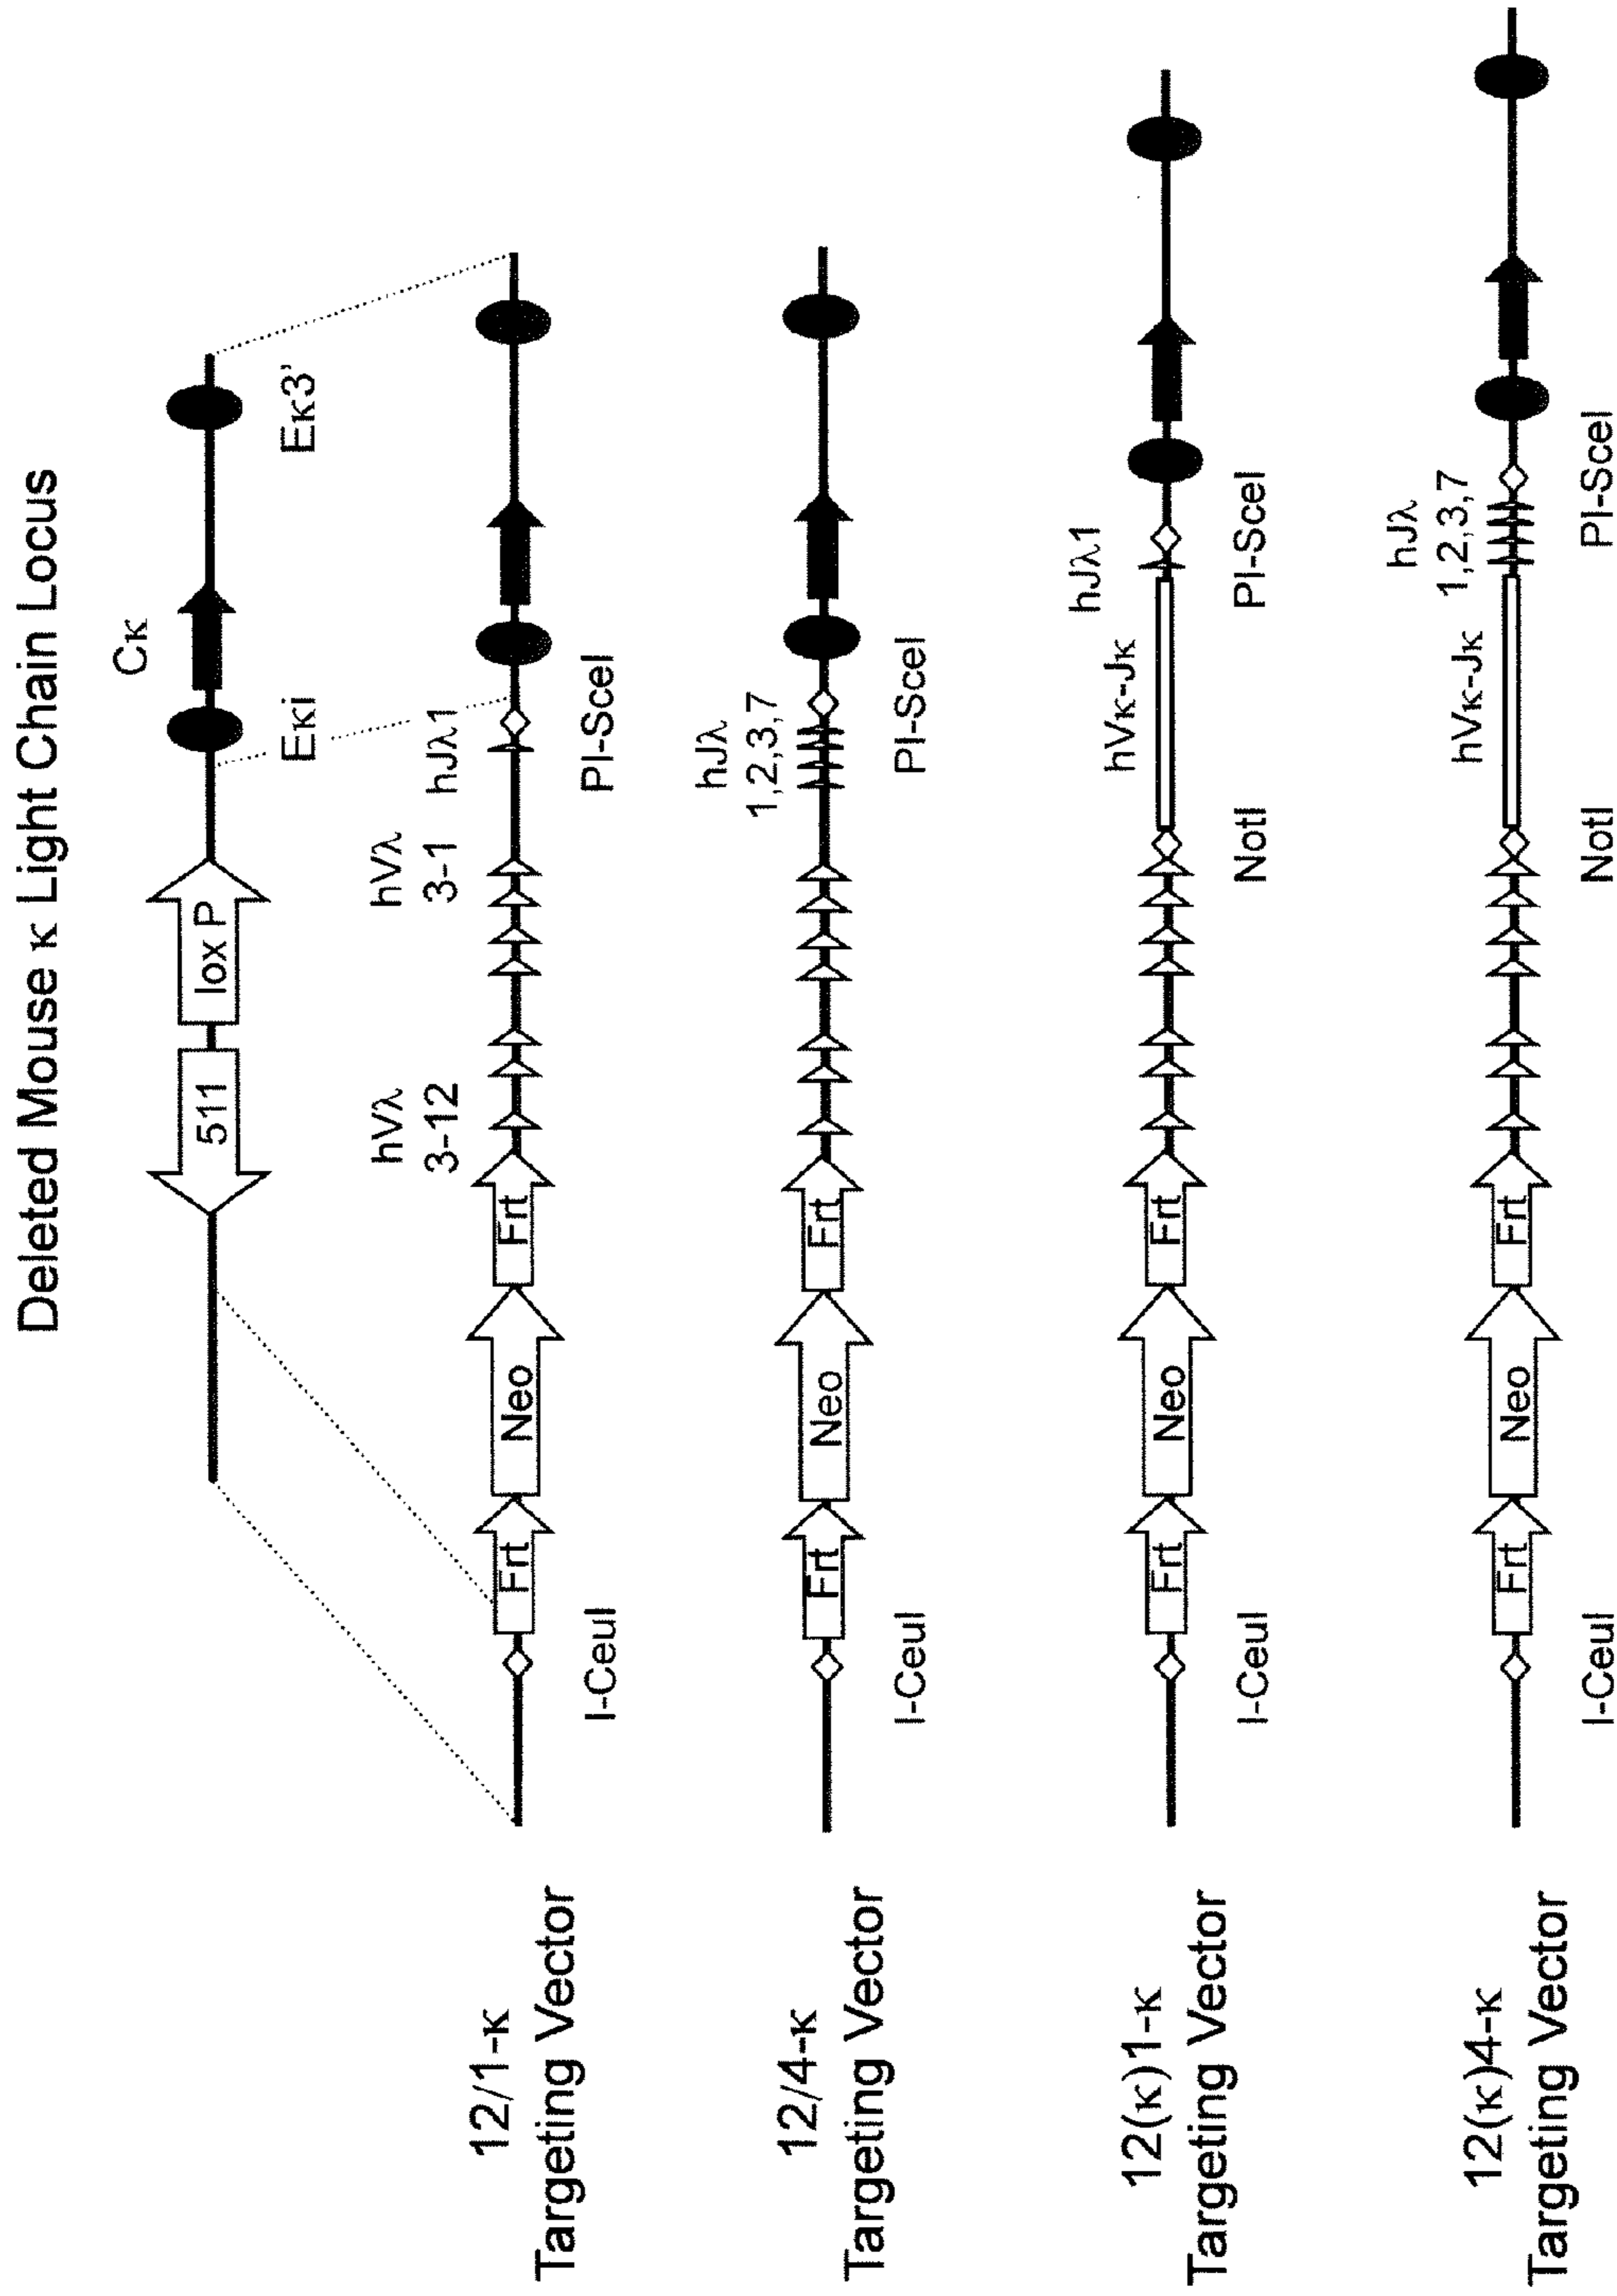 Deleted Mouse κ Light Chain Locus
511
lox P
Cκ
Eκi
Eκ3'
12/1-κ
Targeting Vector
hVλ
3-12
hVλ
3-1
hJλ1
Frt
Neo
Frt
I-CeuI
PI-SceI
12/4-κ
Targeting Vector
hJλ
1,2,3,7
Frt
Neo
Frt
I-CeuI
PI-SceI
12(κ)1-κ
Targeting Vector
hVκ-Jκ
hJλ1
Frt
Neo
Frt
I-CeuI
NotI
PI-SceI
12(κ)4-κ
Targeting Vector
hVκ-Jκ
hJλ
1,2,3,7
Frt
Neo
Frt
I-CeuI
NotI
PI-SceI